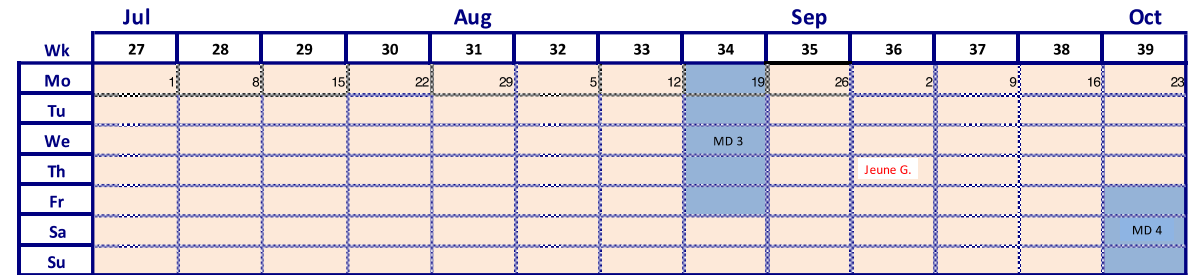 Jul Aug Sep Oct
Wk 27 28 29 30 31 32 33 34 35 36 37 38 39
Mo 1 8 15 22 29 5 12 19 26 2 9 16 23
Tu
We MD 3
Th Jeune G.
Fr
Sa MD 4
Su